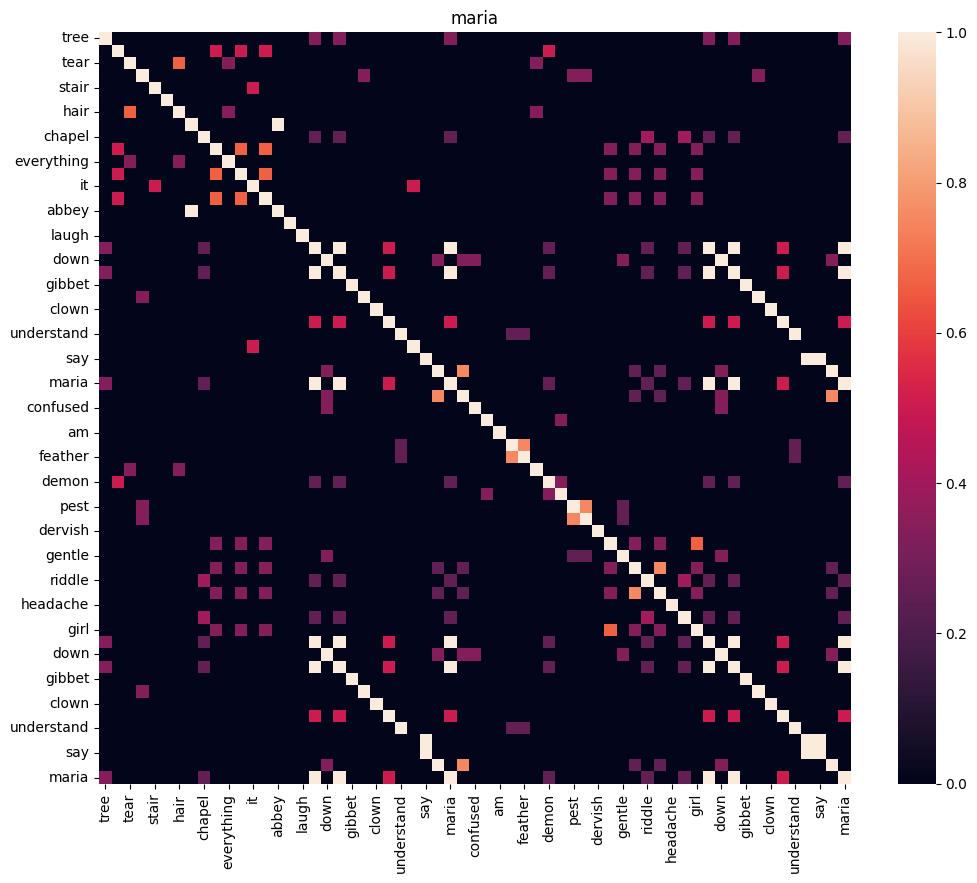 maria
tree
tear
stair
hair
chapel
everything
it
abbey
laugh
down
gibbet
clown
understand
say
maria
confused
am
feather
demon
pest
dervish
gentle
riddle
headache
girl
down
gibbet
clown
understand
say
maria
tree
tear
stair
hair
chapel
everything
it
abbey
laugh
down
gibbet
clown
understand
say
maria
confused
am
feather
demon
pest
dervish
gentle
riddle
headache
girl
down
gibbet
clown
understand
say
maria
1.0
0.8
0.6
0.4
0.2
0.0